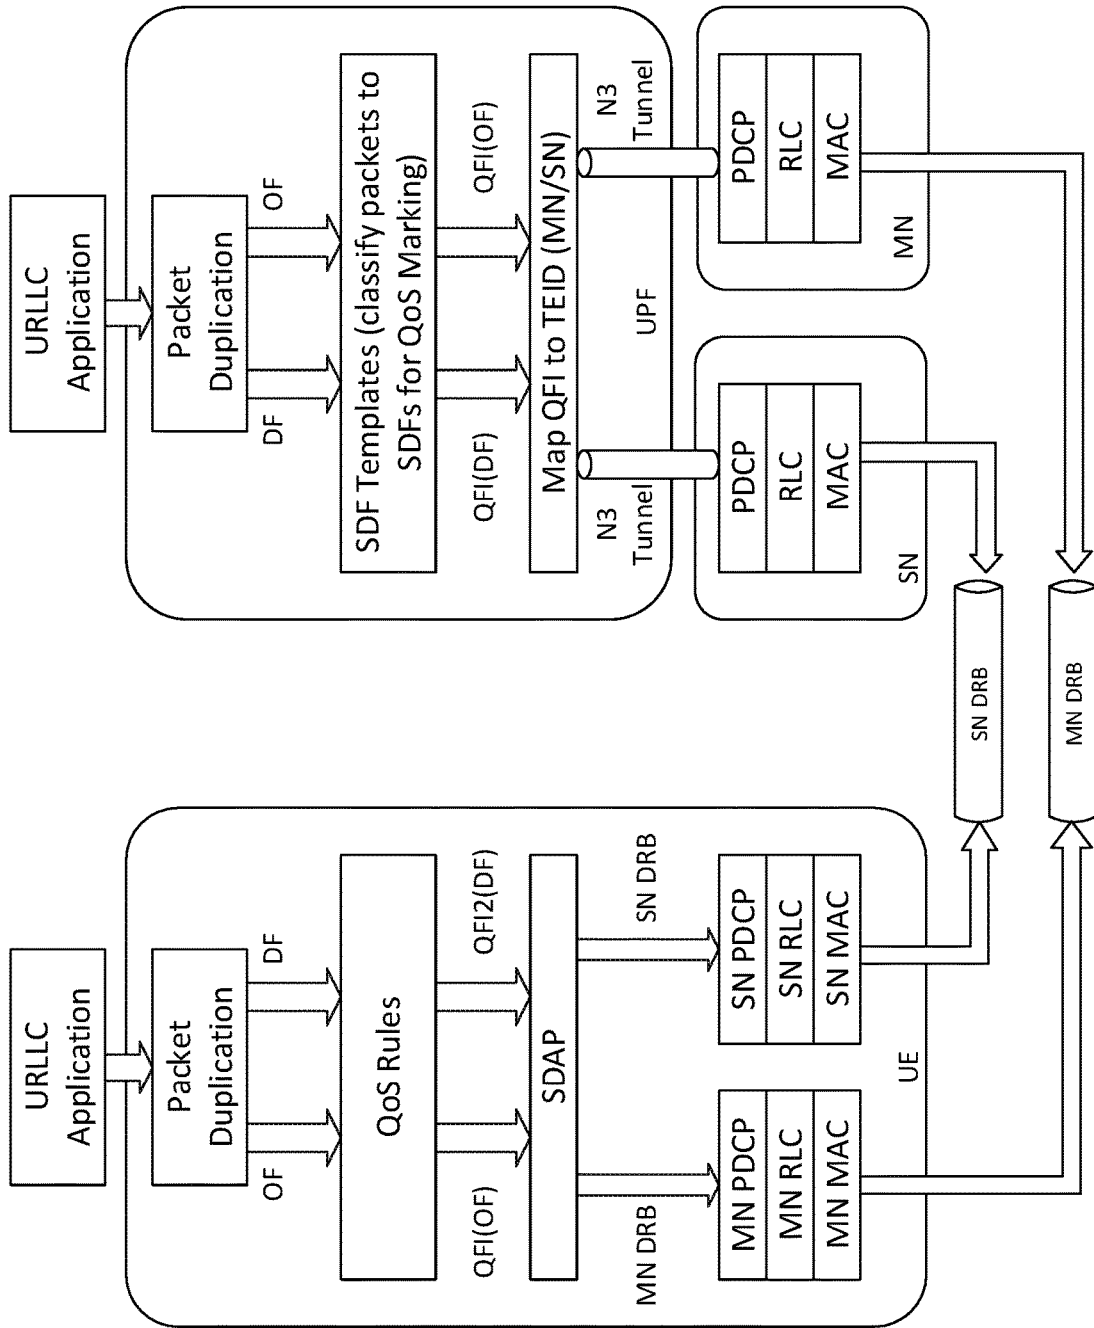 URLLC
Application
Packet
Duplication
OF
DF
QoS Rules
QFI(OF)
QFI2(DF)
SDAP
MN DRB
SN DRB
MN PDCP
MN RLC
MN MAC
SN PDCP
SN RLC
SN MAC
UE
SN DRB
MN DRB
URLLC
Application
Packet
Duplication
DF
OF
SDF Templates (classify packets to
SDFs for QoS Marking)
QFI(DF)
QFI(OF)
Map QFI to TEID (MN/SN)
N3
Tunnel
UPF
N3
Tunnel
PDCP
RLC
MAC
SN
PDCP
RLC
MAC
MN